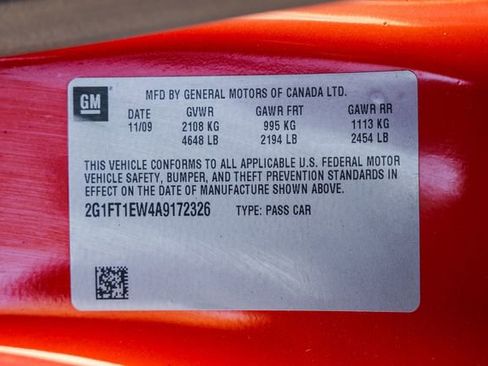 GM
MFD BY GENERAL MOTORS OF CANADA LTD.
DATE GVWR GAWR FRT GAWR RR
11/09 2108 KG 995 KG 1113 KG
4648 LB 2194 LB 2454 LB
THIS VEHICLE CONFORMS TO ALL APPLICABLE U.S. FEDERAL MOTOR
VEHICLE SAFETY, BUMPER, AND THEFT PREVENTION STANDARDS IN
EFFECT ON THE DATE OF MANUFACTURE SHOWN ABOVE.
2G1FT1EW4A9172326 TYPE: PASS CAR